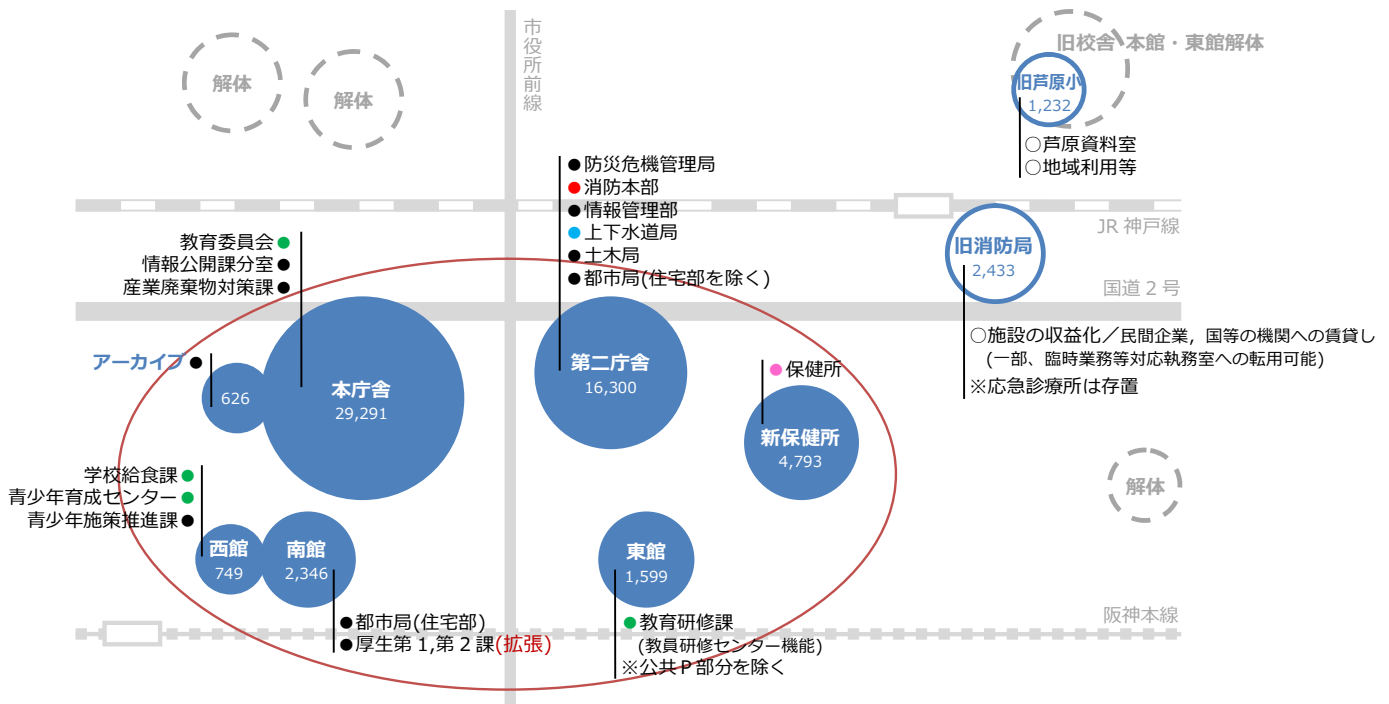 市役所前線
旧校舎 本館・東館解体
解体
解体
旧芦原小
1,232
○芦原資料室
○地域利用等
●防災危機管理局
●消防本部
●情報管理部
●上下水道局
●土木局
●都市局(住宅部を除く)
JR 神戸線
教育委員会●
情報公開課分室●
産業廃棄物対策課●
旧消防局
2,433
国道2号
○施設の収益化／民間企業，国等の機関への賃貸し
(一部、臨時業務等対応執務室への転用可能)
※応急診療所は存置
アーカイブ●
626
本庁舎
29,291
第二庁舎
16,300
●保健所
新保健所
4,793
学校給食課●
青少年育成センター●
青少年施策推進課●
解体
西館
749
南館
2,346
東館
1,599
●都市局(住宅部)
●厚生第1,第2課(拡張)
●教育研修課
(教員研修センター機能)
※公共P部分を除く
阪神本線